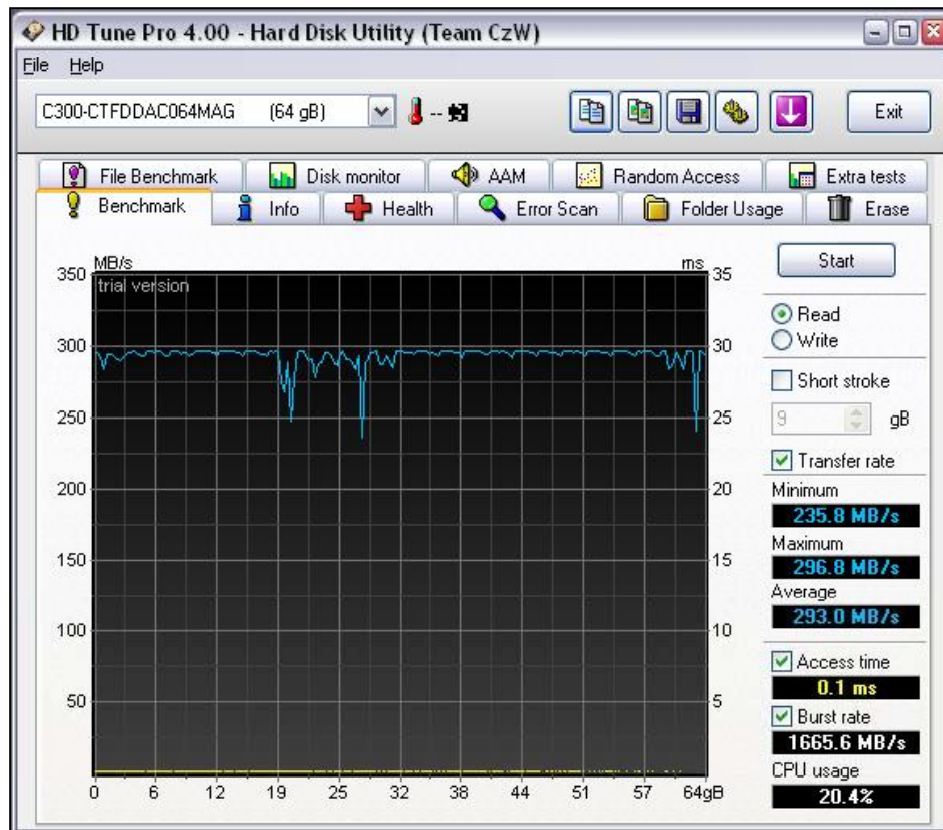 HD Tune Pro 4.00 - Hard Disk Utility (Team CzW)
File Help
C300-CTFDDAC064MAG (64 gB) -- Exit
File Benchmark Disk monitor AAM Random Access Extra tests
Benchmark Info Health Error Scan Folder Usage Erase
Start
MB/s ms
350 35
trial version
Read
300 30
Write
Short stroke
250 25
9 gB
Transfer rate
200 20
Minimum
235.8 MB/s
150 15
Maximum
296.8 MB/s
Average
293.0 MB/s
100 10
Access time
0.1 ms
50 5
Burst rate
1665.6 MB/s
CPU usage
20.4%
0 6 12 19 25 32 38 44 51 57 64gB